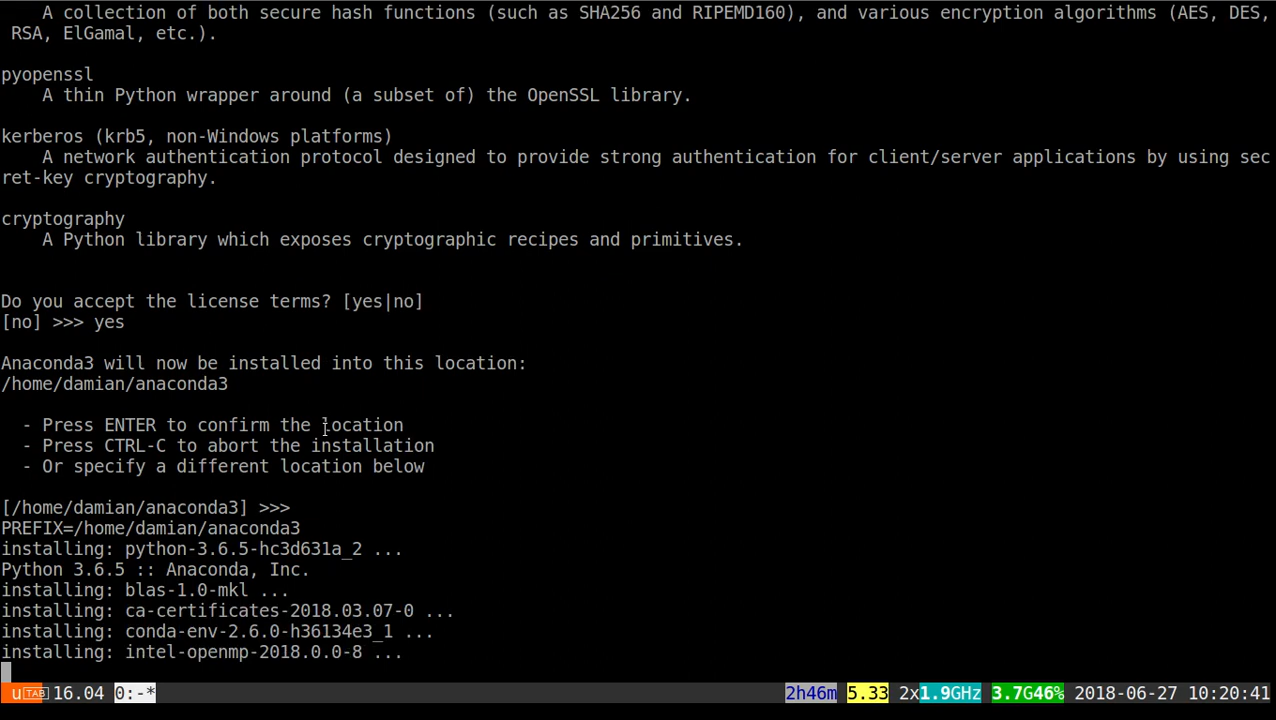 A collection of both secure hash functions (such as SHA256 and RIPEMD160), and various encryption algorithms (AES, DES,
 RSA, ElGamal, etc.).
pyopenssl
    A thin Python wrapper around (a subset of) the OpenSSL library.
kerberos (krb5, non-Windows platforms)
    A network authentication protocol designed to provide strong authentication for client/server applications by using sec
ret-key cryptography.
cryptography
    A Python library which exposes cryptographic recipes and primitives.
Do you accept the license terms? [yes|no]
[no] >>> yes
Anaconda3 will now be installed into this location:
/home/damian/anaconda3
  - Press ENTER to confirm the location
  - Press CTRL-C to abort the installation
  - Or specify a different location below
[/home/damian/anaconda3] >>>
PREFIX=/home/damian/anaconda3
installing: python-3.6.5-hc3d631a_2 ...
Python 3.6.5 :: Anaconda, Inc.
installing: blas-1.0-mkl ...
installing: ca-certificates-2018.03.07-0 ...
installing: conda-env-2.6.0-h36134e3_1 ...
installing: intel-openmp-2018.0.0-8 ...
u TAB 16.04 0:-* 2h46m 5.33 2x1.9GHz 3.7G46% 2018-06-27 10:20:41